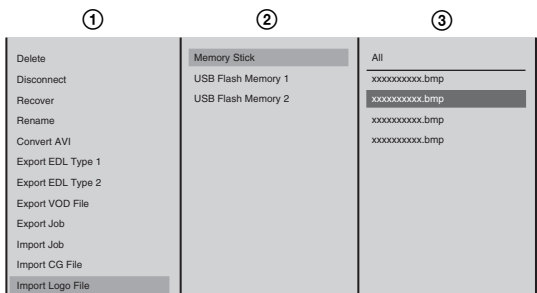 1
2
3
Delete
Disconnect
Recover
Rename
Convert AVI
Export EDL Type 1
Export EDL Type 2
Export VOD File
Export Job
Import Job
Import CG File
Import Logo File
Memory Stick
USB Flash Memory 1
USB Flash Memory 2
All
xxxxxxxxxx.bmp
xxxxxxxxxx.bmp
xxxxxxxxxx.bmp
xxxxxxxxxx.bmp